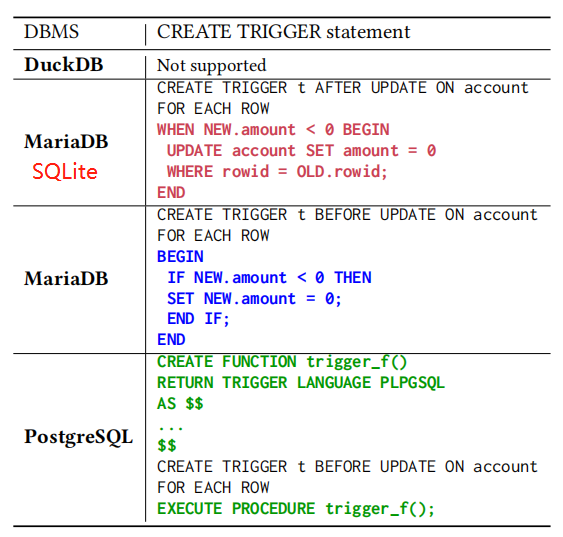 DBMS CREATE TRIGGER statement
DuckDB Not supported
CREATE TRIGGER t AFTER UPDATE ON account
FOR EACH ROW
WHEN NEW.amount < 0 BEGIN
MariaDB UPDATE account SET amount = 0
SQLite WHERE rowid = OLD.rowid;
END
CREATE TRIGGER t BEFORE UPDATE ON account
FOR EACH ROW
BEGIN
MariaDB IF NEW.amount < 0 THEN
SET NEW.amount = 0;
END IF;
END
CREATE FUNCTION trigger_f()
RETURN TRIGGER LANGUAGE PLPGSQL
AS $$
...
PostgreSQL $$
CREATE TRIGGER t BEFORE UPDATE ON account
FOR EACH ROW
EXECUTE PROCEDURE trigger_f();